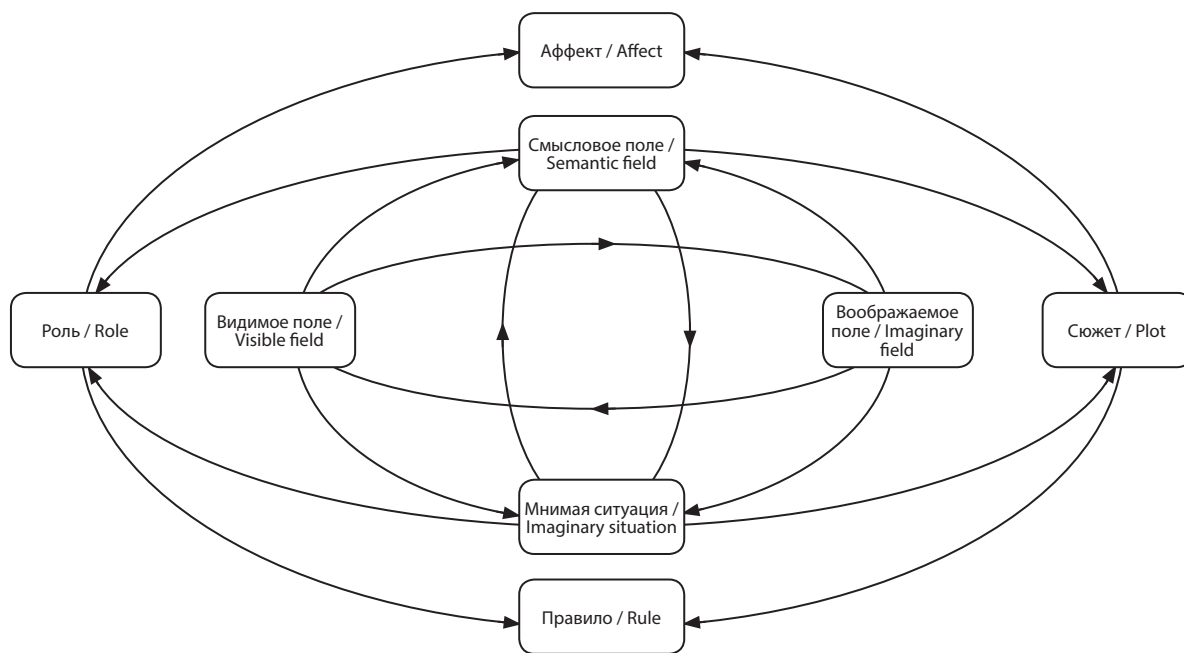 Аффект / Affect
Смысловое поле /
Semantic field
Роль / Role
Видимое поле /
Visible field
Воображаемое
поле / Imaginary
field
Сюжет / Plot
Мнимая ситуация /
Imaginary situation
Правило / Rule